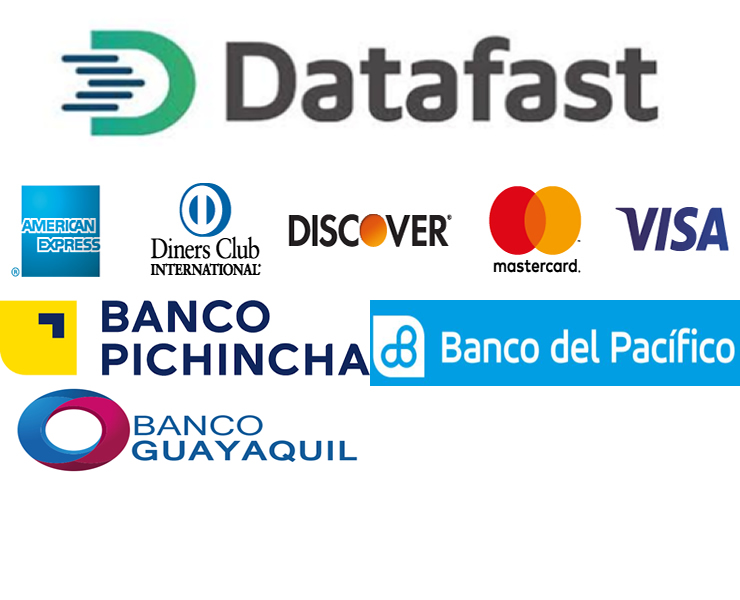 Datafast
AMERICAN
EXPRESS
®
Diners Club
INTERNATIONAL®
DISCOVER®
mastercard.
VISA
BANCO
PICHINCHA
Banco del Pacífico
BANCO
GUAYAQUIL